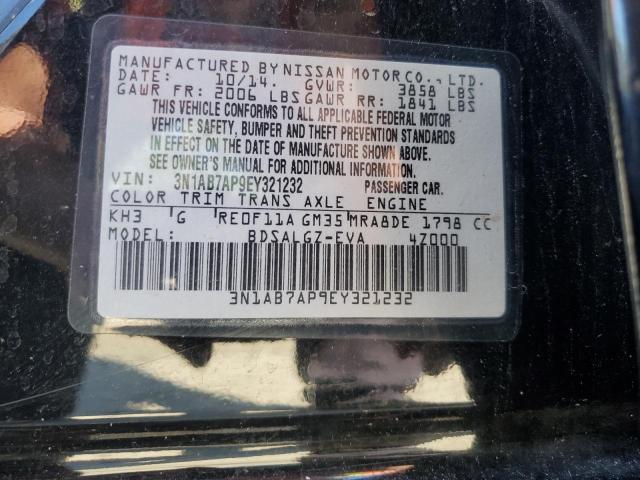 MANUFACTURED BY NISSAN MOTOR CO., LTD.
DATE: 10/14. GVWR: 3858 LBS
GAWR FR: 2006 LBS GAWR RR: 1841 LBS
THIS VEHICLE CONFORMS TO ALL APPLICABLE FEDERAL MOTOR
VEHICLE SAFETY, BUMPER AND THEFT PREVENTION STANDARDS
IN EFFECT ON THE DATE OF MANUFACTURE SHOWN ABOVE.
SEE OWNER'S MANUAL FOR ADDITIONAL INFORMATION
VIN: 3N1AB7AP9EY321232 PASSENGER CAR.
COLOR TRIM TRANS AXLE ENGINE
KH3 G RE0F11A GM35 MRA8DE 1798 CC
MODEL: BDSALGZ-EVA 4Z000
3N1AB7AP9EY321232